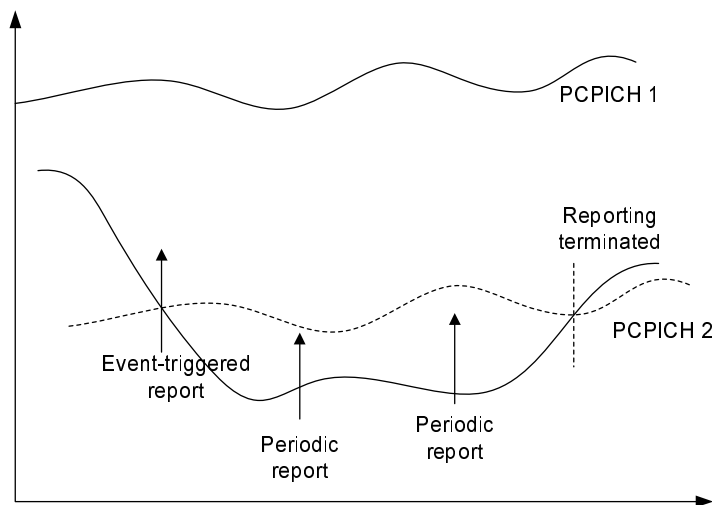 PCPICH 1
Reporting
terminated
PCPICH 2
Event-triggered
report
Periodic
report
Periodic
report